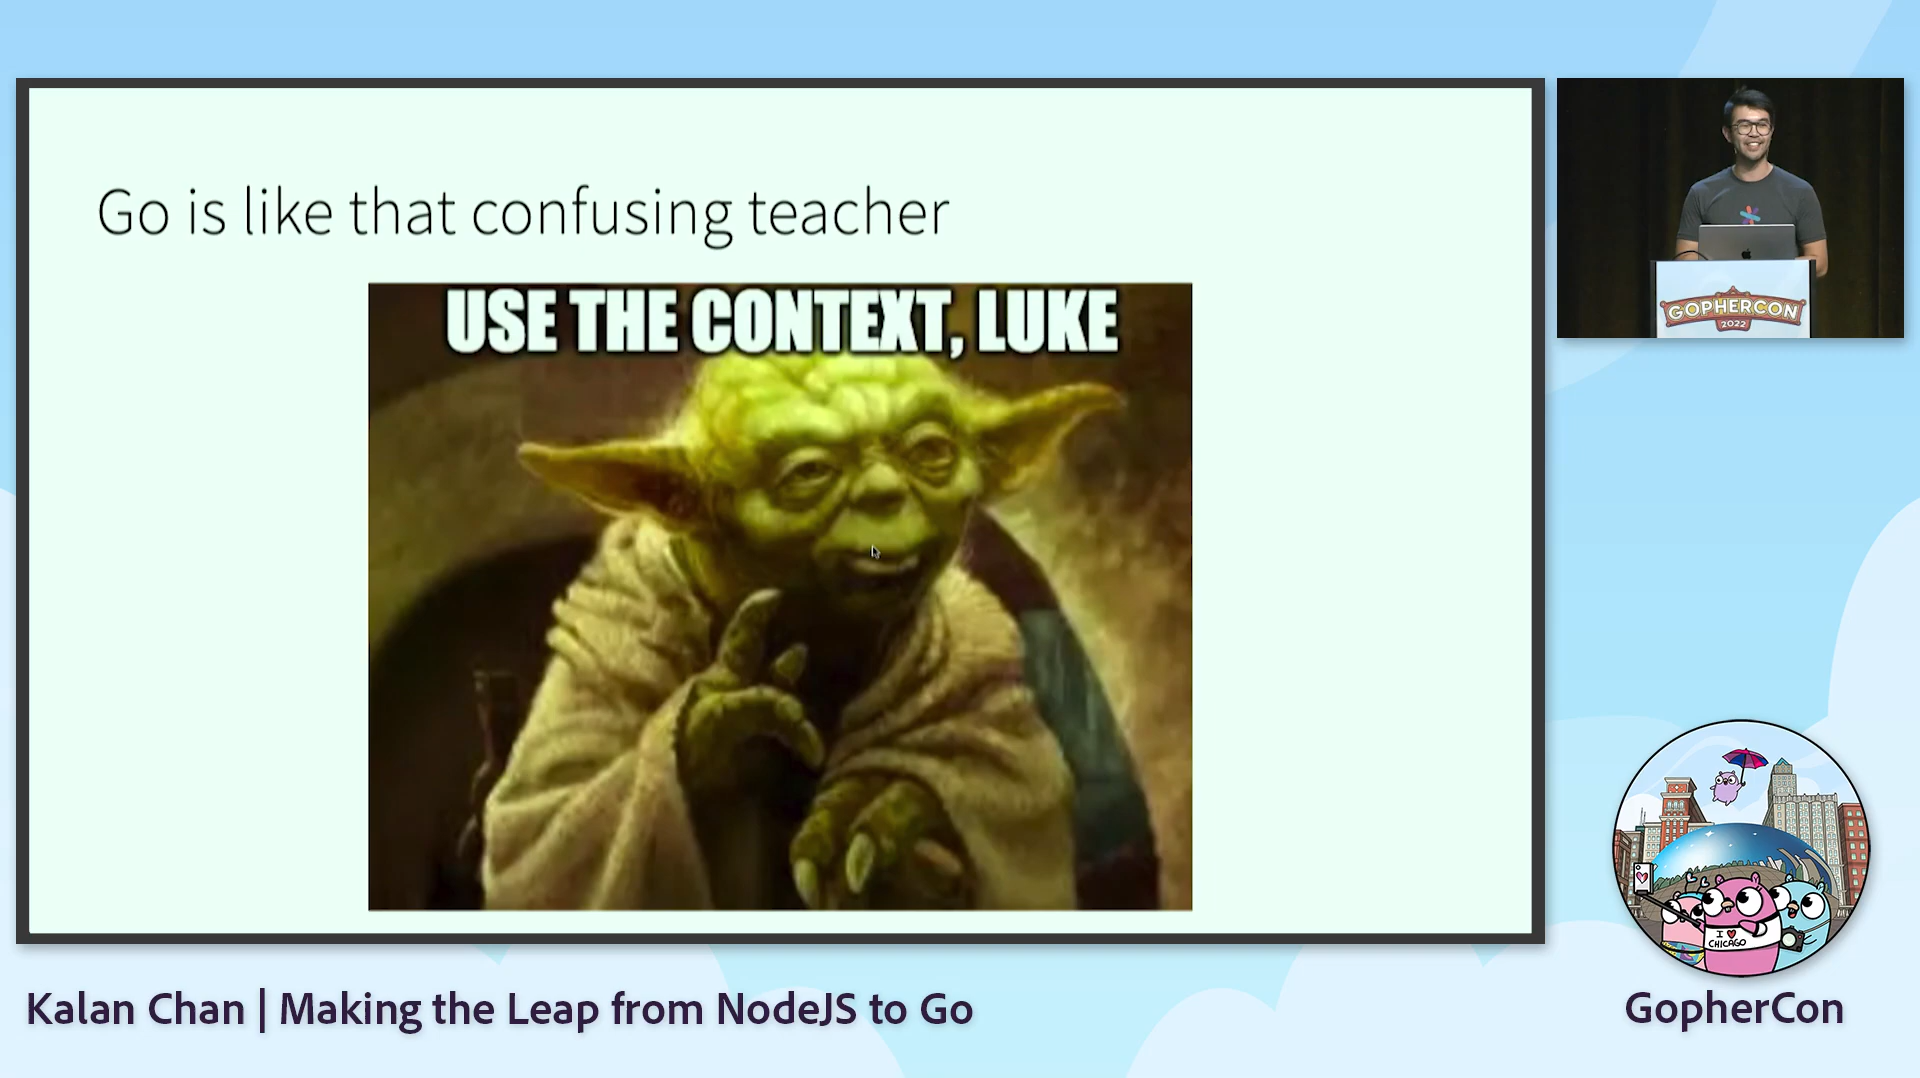 Go is like that confusing teacher
USE THE CONTEXT, LUKE
GOPHERCON
2022
I
CHICAGO
Kalan Chan | Making the Leap from NodeJS to Go
GopherCon